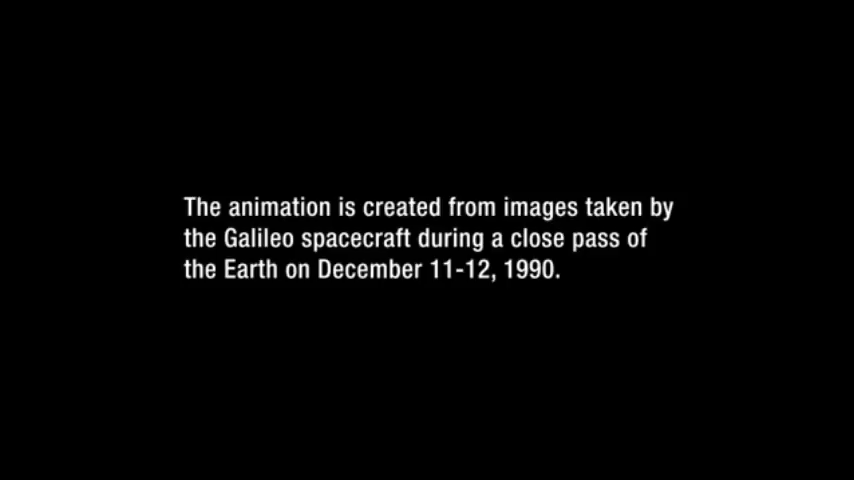 The animation is created from images taken by
the Galileo spacecraft during a close pass of
the Earth on December 11-12, 1990.